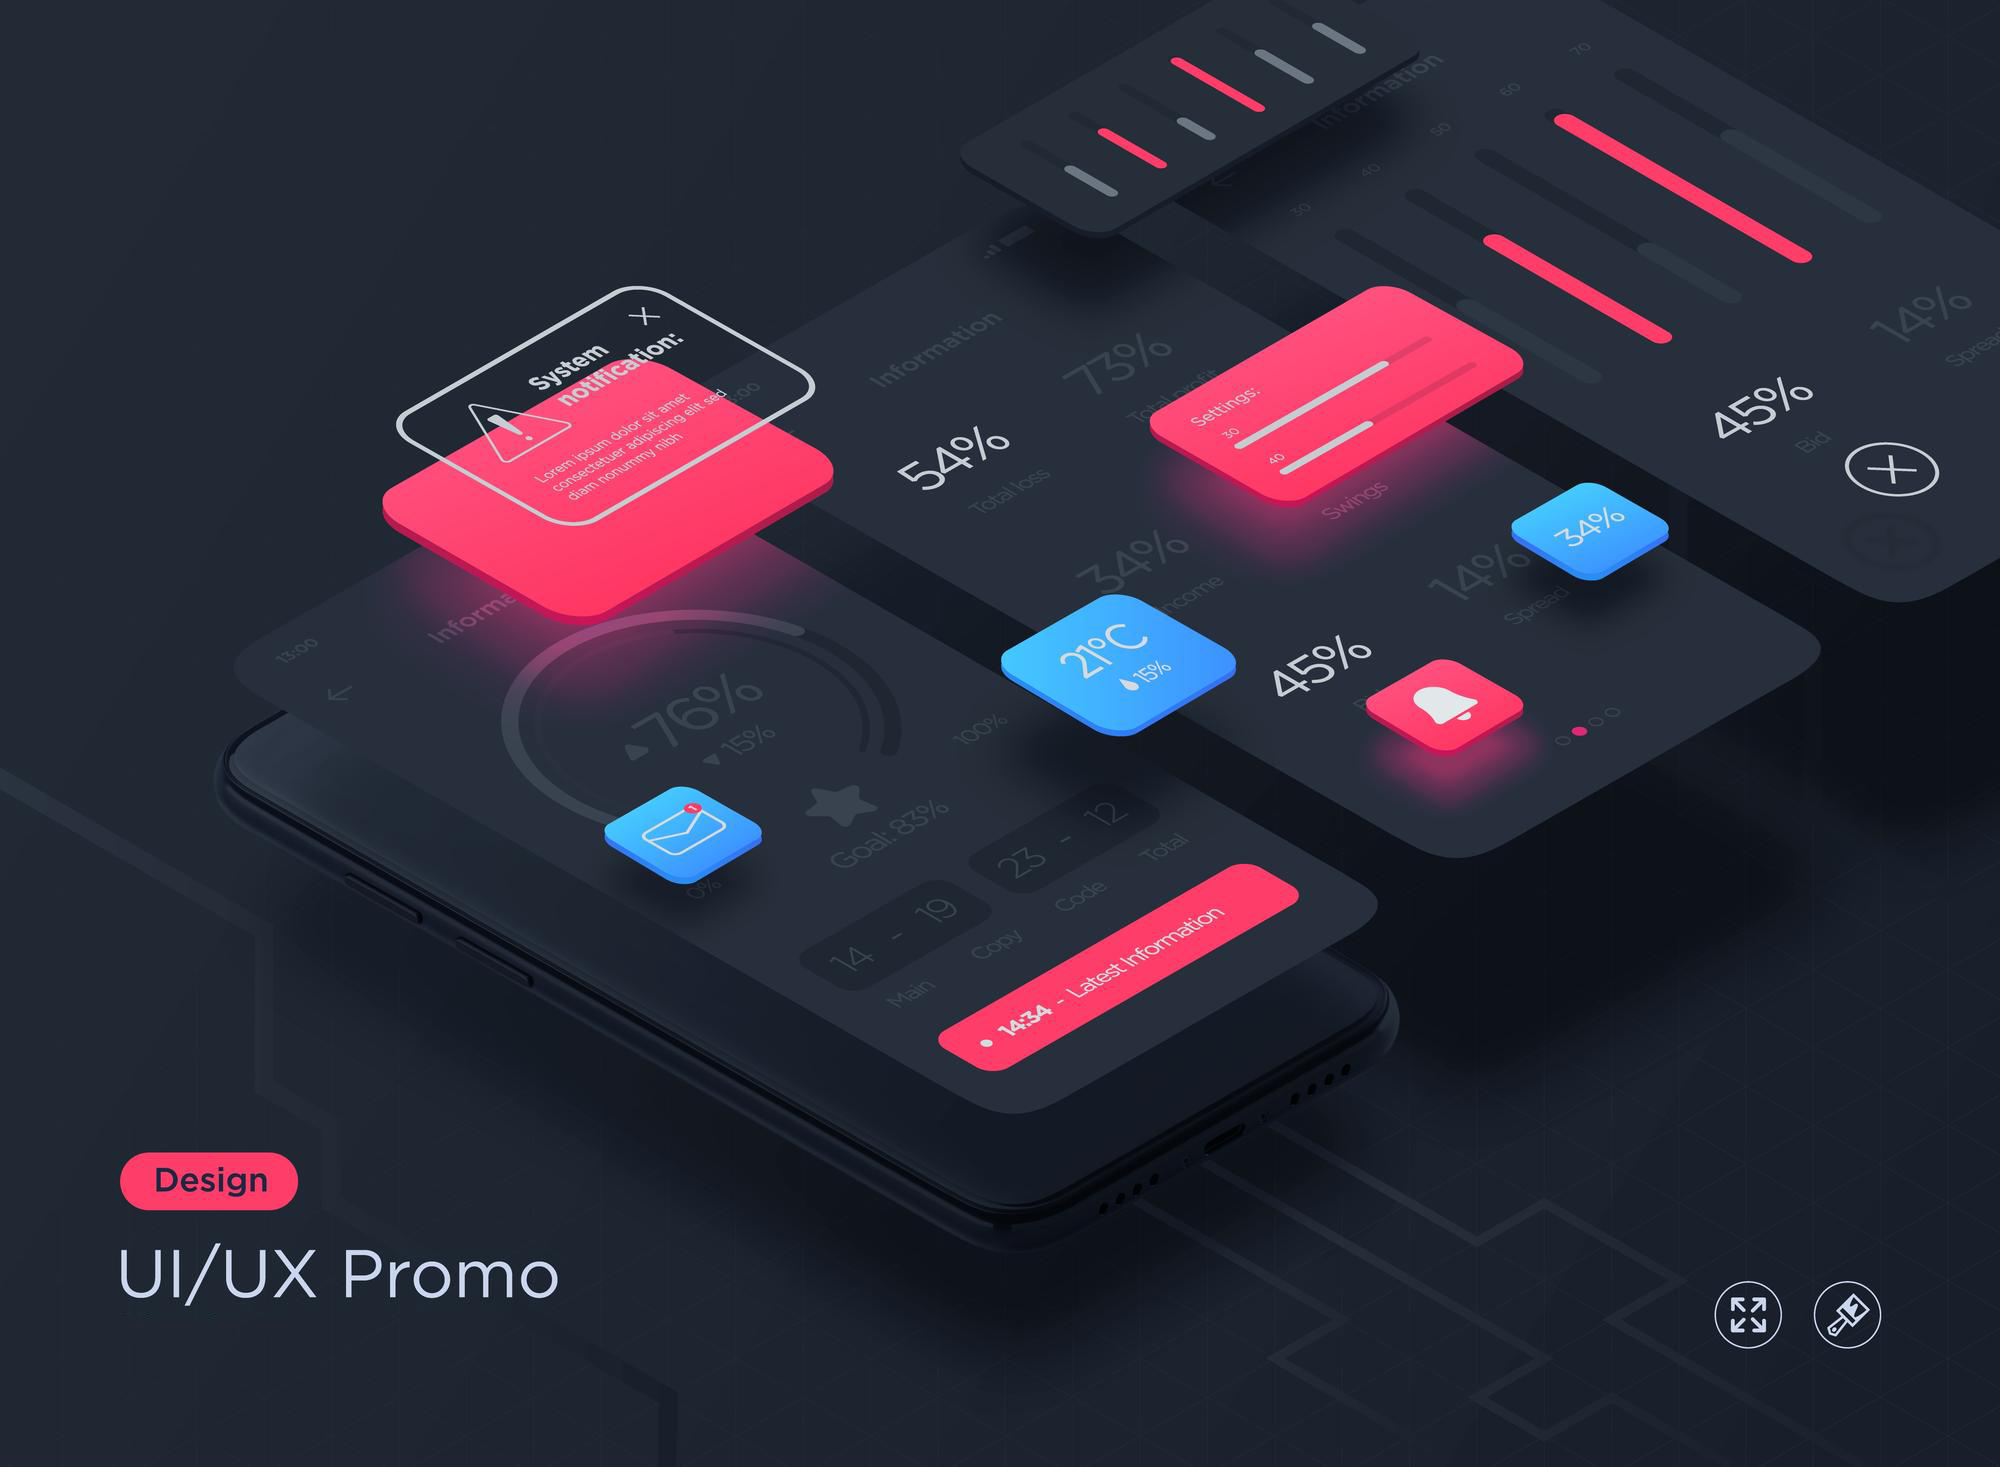 System
notification:
Lorem ipsum dolor sit amet
consectetuer adipiscing elit sed
diam nonummy nibh
13:00
76%
15%
100%
0%
Goal: 83%
14 - 19
23 - 12
Main
Copy
Code
Total
14:34 - Latest Information
:00
Information
73%
54%
Total loss
Total profit
34%
Income
Swings
14%
Spread
45%
21°C
15%
1
Settings:
30
40
34%
Information
70
60
50
40
30
14%
45%
Bid
Design
UI/UX Promo